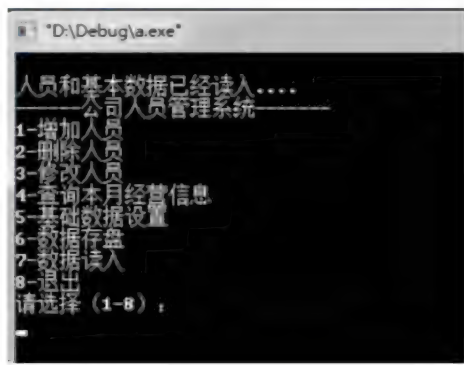 "D:\Debug\a.exe"
人员和基本数据已经读入....
------公司人员管理系统------
1-增加人员
2-删除人员
3-修改人员
4-查询本月经营信息
5-基础数据设置
6-数据存盘
7-数据读入
8-退出
请选择（1-8）：